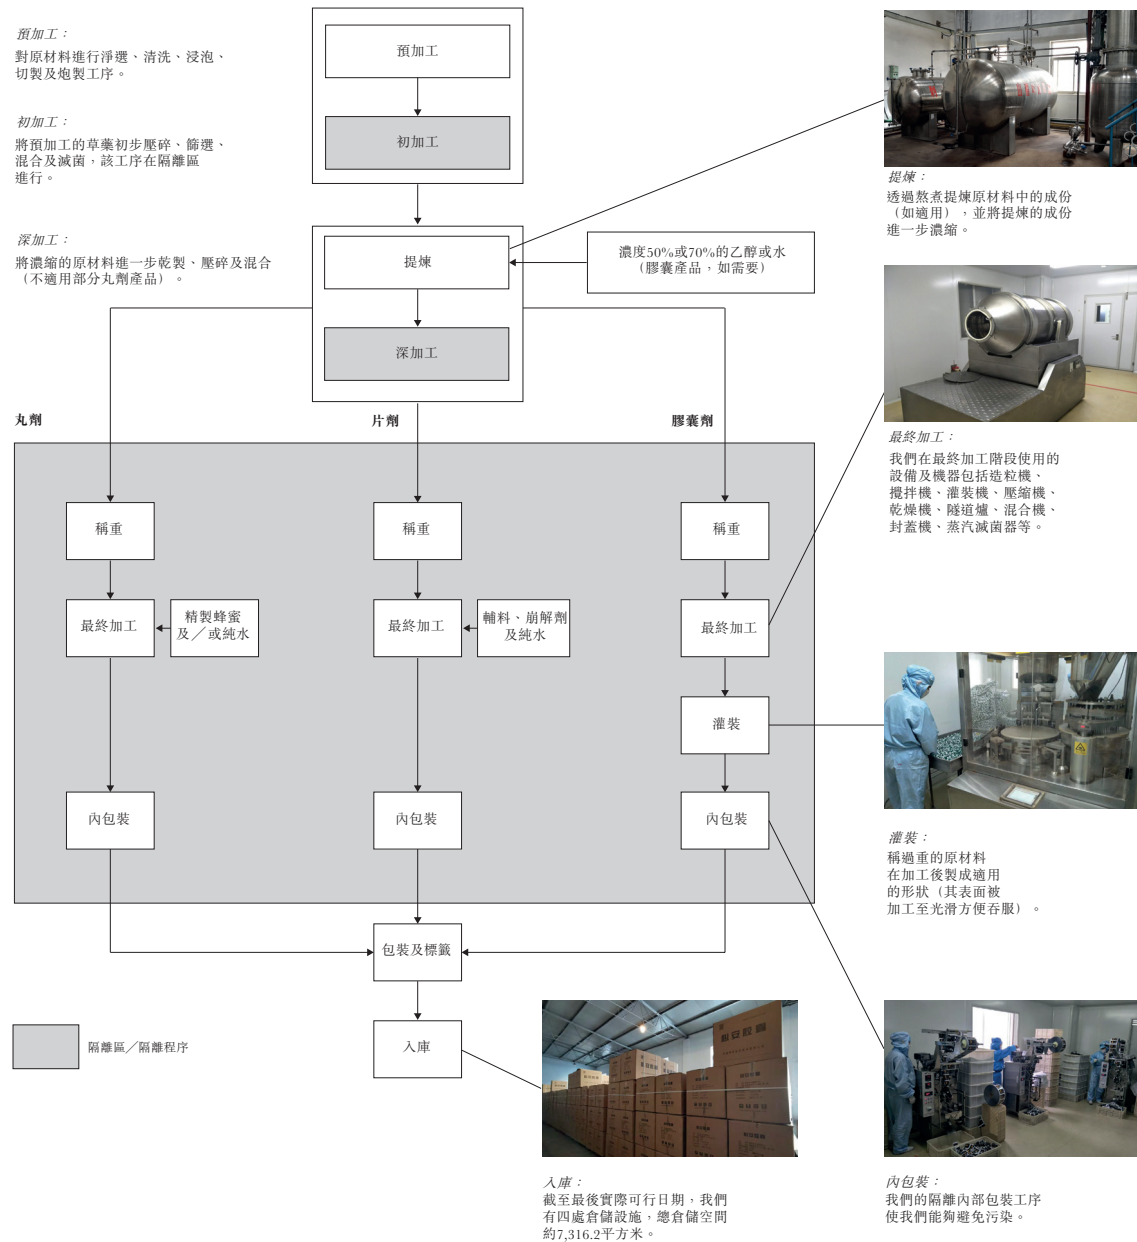 預加工：
對原材料進行淨選、清洗、浸泡、
切製及炮製工序。
初加工：
將預加工的草藥初步壓碎、篩選、
混合及滅菌，該工序在隔離區
進行。
深加工：
將濃縮的原材料進一步乾製、壓碎及混合
（不適用部分丸劑產品）。
預加工
初加工
提煉
深加工
濃度50%或70%的乙醇或水
（膠囊產品，如需要）
提煉：
透過熬煮提煉原材料中的成份
（如適用），並將提煉的成份
進一步濃縮。
最終加工：
我們在最終加工階段使用的
設備及機器包括造粒機、
攪拌機、灌裝機、壓縮機、
乾燥機、隧道爐、混合機、
封蓋機、蒸汽滅菌器等。
丸劑
片劑
膠囊劑
稱重
稱重
稱重
最終加工
精製蜂蜜
及／或純水
最終加工
輔料、崩解劑
及純水
最終加工
灌裝
內包裝
內包裝
內包裝
灌裝：
稱過重的原材料
在加工後製成適用
的形狀（其表面被
加工至光滑方便吞服）。
包裝及標籤
入庫
隔離區／隔離程序
入庫：
截至最後實際可行日期，我們
有四處倉儲設施，總倉儲空間
約7,316.2平方米。
內包裝：
我們的隔離內部包裝工序
使我們能夠避免污染。